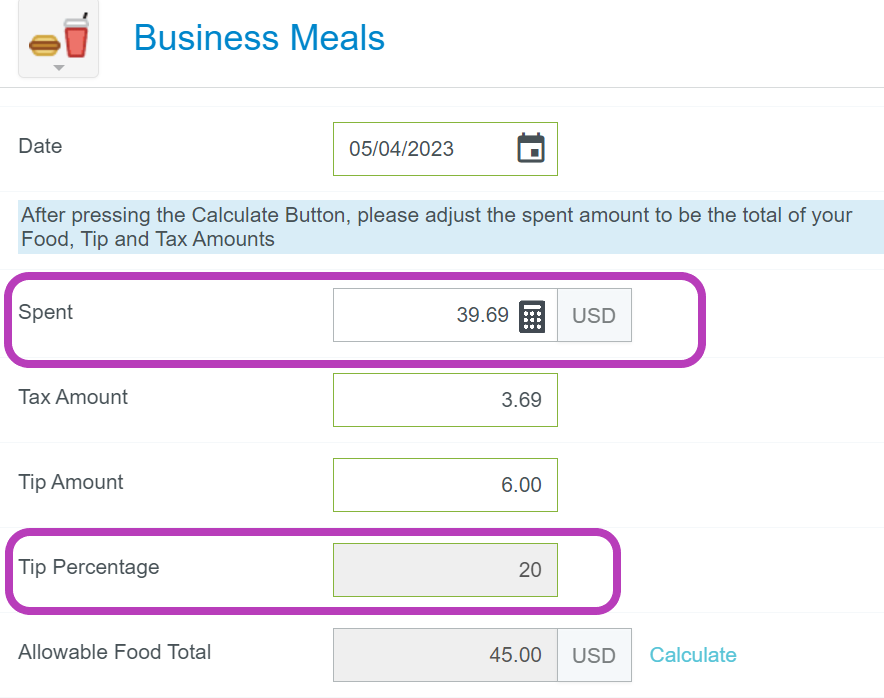 Business Meals
Date
05/04/2023
After pressing the Calculate Button, please adjust the spent amount to be the total of your
Food, Tip and Tax Amounts
Spent
39.69
USD
Tax Amount
3.69
Tip Amount
6.00
Tip Percentage
20
Allowable Food Total
45.00
USD
Calculate